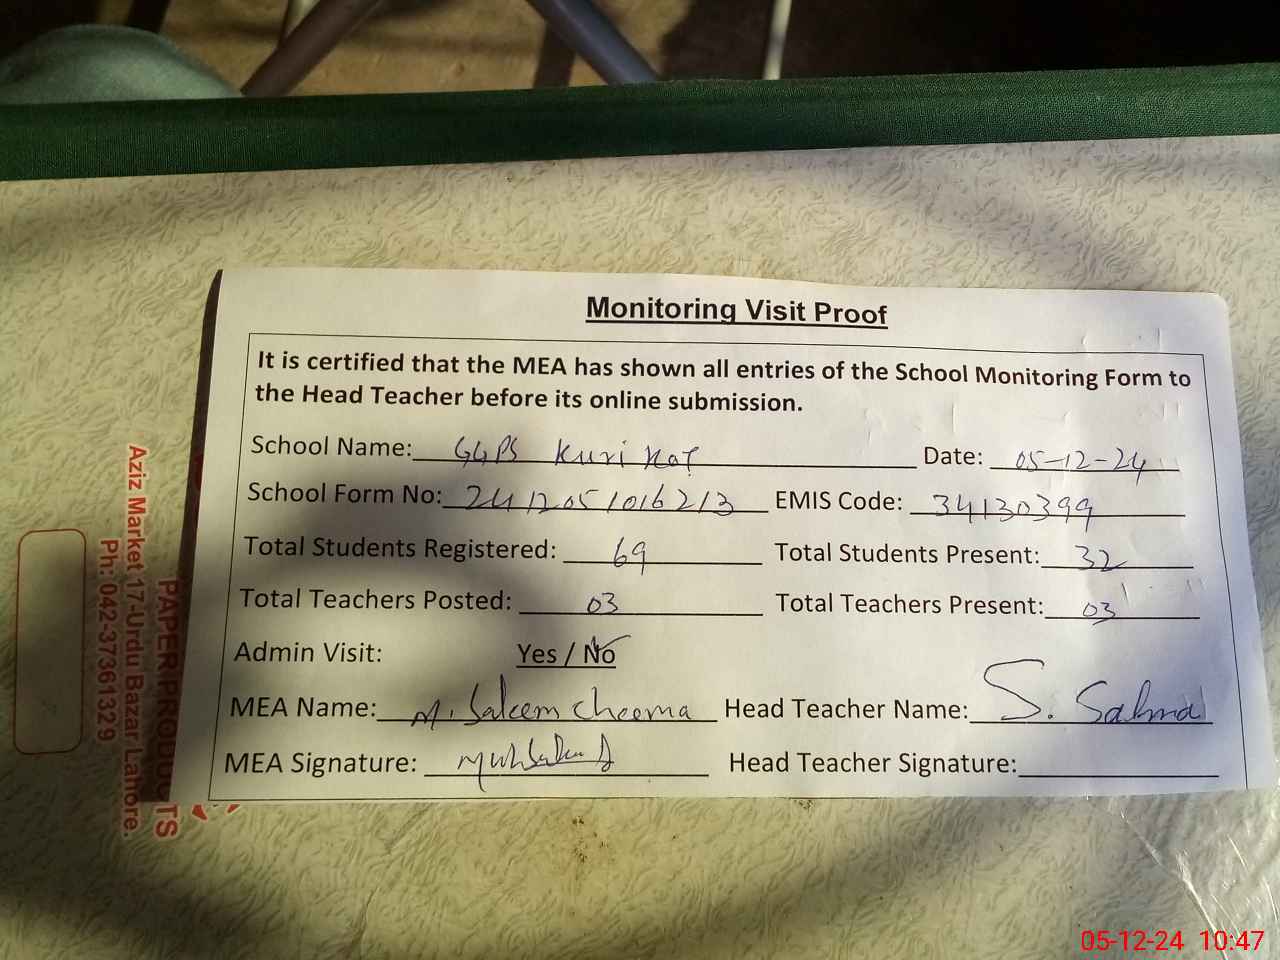 Monitoring Visit Proof
It is certified that the MEA has shown all entries of the School Monitoring Form to
the Head Teacher before its online submission.
School Name: GGPS Kuri Kot Date: 05-12-24
School Form No: 2412051016213 EMIS Code: 34130399
Total Students Registered: 69 Total Students Present: 32
Total Teachers Posted: 03 Total Teachers Present: 03
Admin Visit: Yes / No
MEA Name: M. Saleem Cheema Head Teacher Name: S. Salma
MEA Signature: Head Teacher Signature:
PAPER PRODUCTS
Aziz Market 17-Urdu Bazar Lahore.
Ph: 042-37361329
05-12-24 10:47